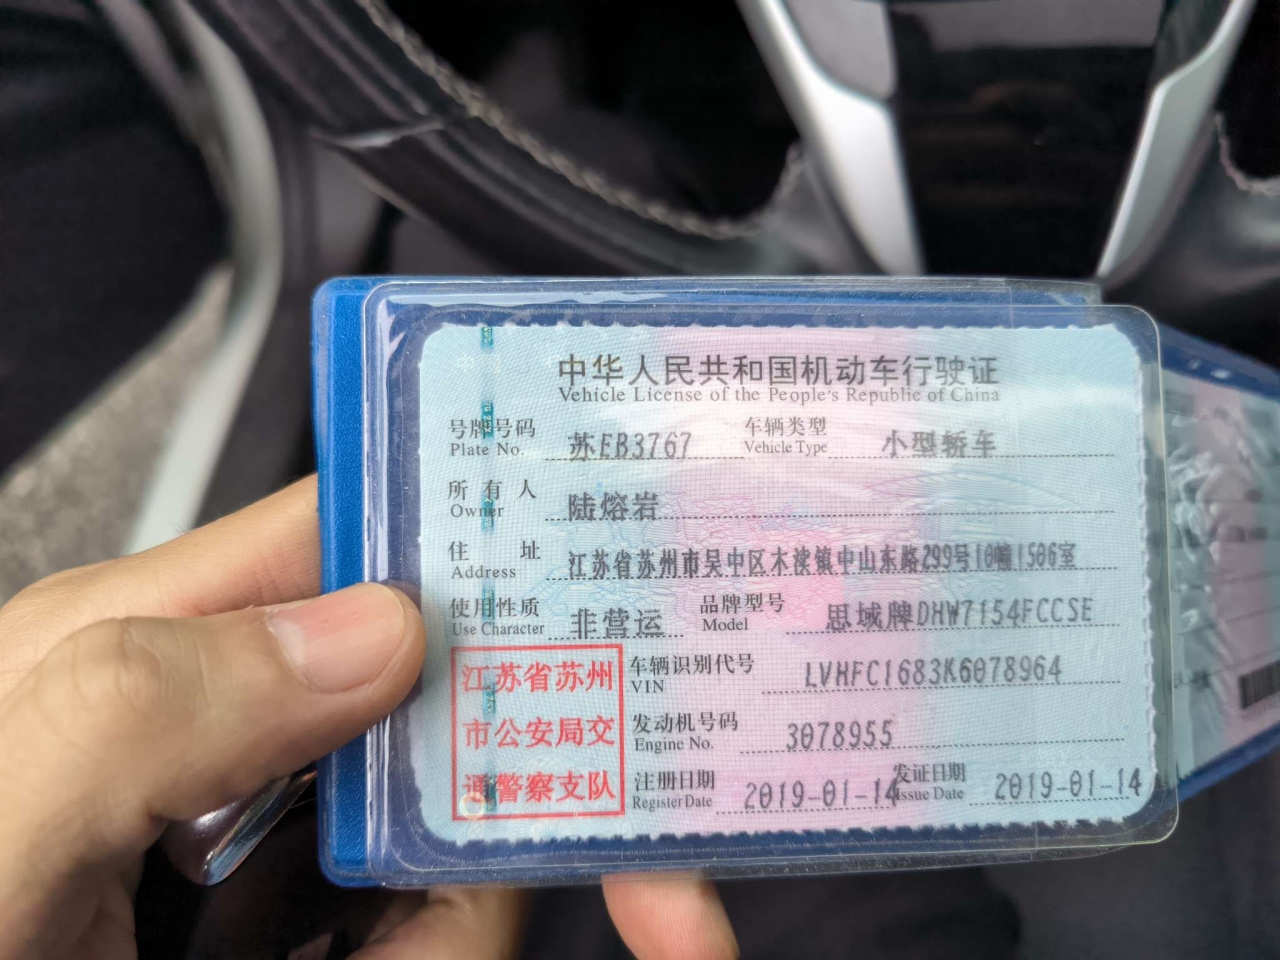 中华人民共和国机动车行驶证
Vehicle License of the People's Republic of China
号牌号码 苏EB3767 车辆类型 小型轿车
Plate No. Vehicle Type
所有人 陆熔岩
Owner
住址 江苏省苏州市吴中区木渎镇中山东路299号10幢1506室
Address
使用性质 非营运 品牌型号 思域牌DHW7154FCCSE
Use Character Model
江苏省苏州
市公安局交
通警察支队
车辆识别代号 LVHFC1683K6078964
VIN
发动机号码 3078955
Engine No.
注册日期 2019-01-14 发证日期 2019-01-14
Register Date Issue Date